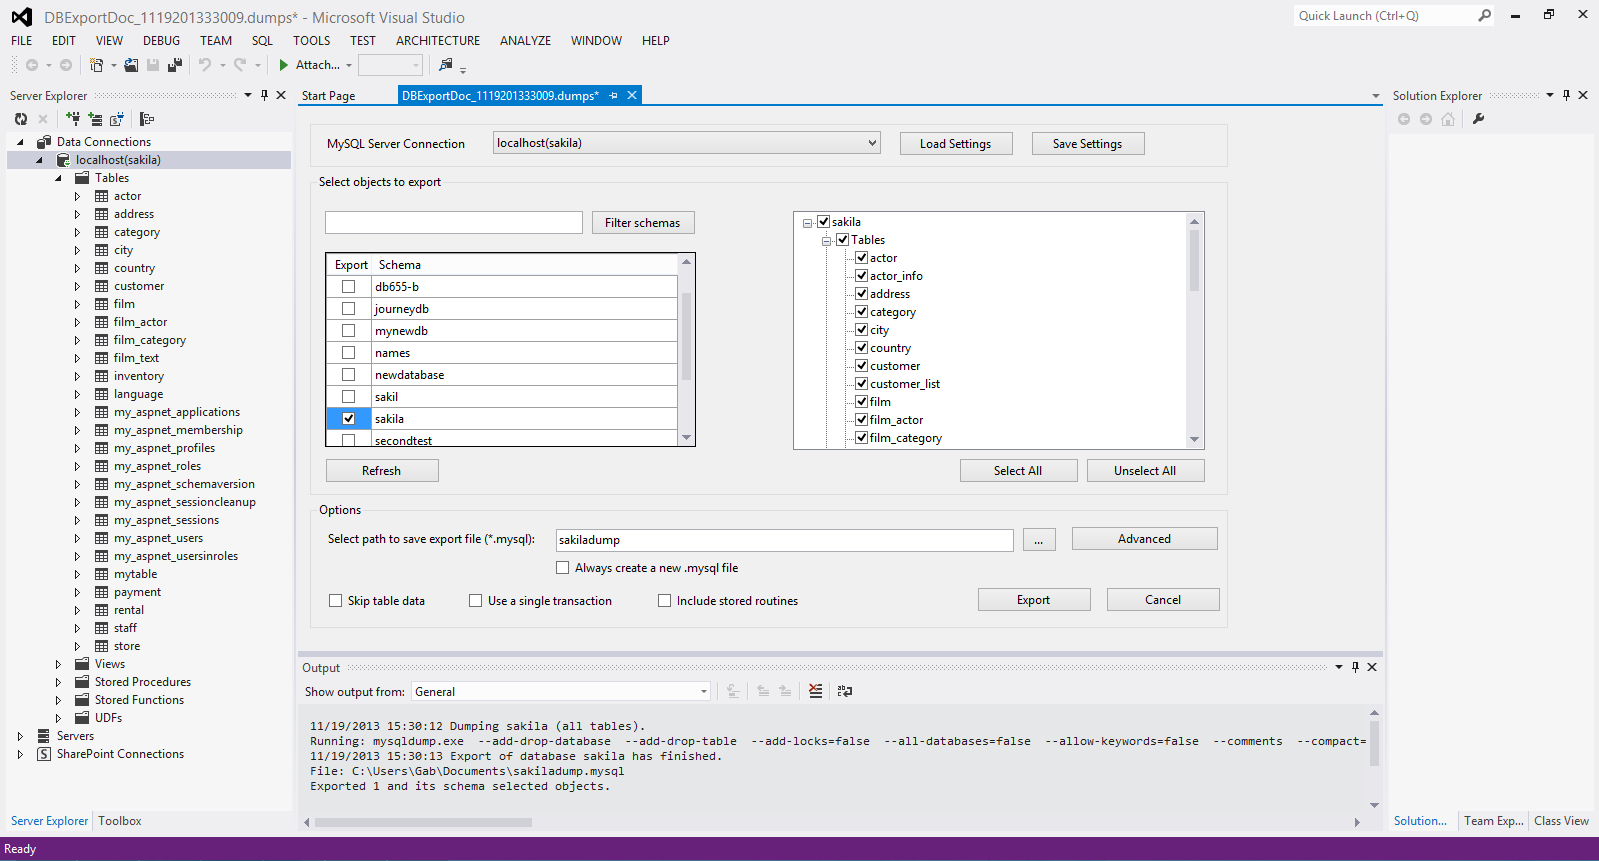 DBExportDoc_1119201333009.dumps* - Microsoft Visual Studio
Quick Launch (Ctrl+Q)
FILE EDIT VIEW DEBUG TEAM SQL TOOLS TEST ARCHITECTURE ANALYZE WINDOW HELP
Attach...
Server Explorer
Data Connections
localhost(sakila)
Tables
actor
address
category
city
country
customer
film
film_actor
film_category
film_text
inventory
language
my_aspnet_applications
my_aspnet_membership
my_aspnet_profiles
my_aspnet_roles
my_aspnet_schemaversion
my_aspnet_sessioncleanup
my_aspnet_sessions
my_aspnet_users
my_aspnet_usersinroles
mytable
payment
rental
staff
store
Views
Stored Procedures
Stored Functions
UDFs
Servers
SharePoint Connections
Server Explorer Toolbox
Start Page DBExportDoc_1119201333009.dumps*
MySQL Server Connection localhost(sakila) Load Settings Save Settings
Select objects to export
Filter schemas
Export Schema
db655-b
journeydb
mynewdb
names
newdatabase
sakil
sakila
secondtest
Refresh
sakila
Tables
actor
actor_info
address
category
city
country
customer
customer_list
film
film_actor
film_category
Select All Unselect All
Options
Select path to save export file (*.mysql): sakiladump ... Advanced
Always create a new .mysql file
Skip table data Use a single transaction Include stored routines Export Cancel
Output
Show output from: General
11/19/2013 15:30:12 Dumping sakila (all tables).
Running: mysqldump.exe --add-drop-database --add-drop-table --add-locks=false --all-databases=false --allow-keywords=false --comments --compact=
11/19/2013 15:30:13 Export of database sakila has finished.
File: C:\Users\Gab\Documents\sakiladump.mysql
Exported 1 and its schema selected objects.
Solution Explorer
Solution... Team Exp... Class View
Ready